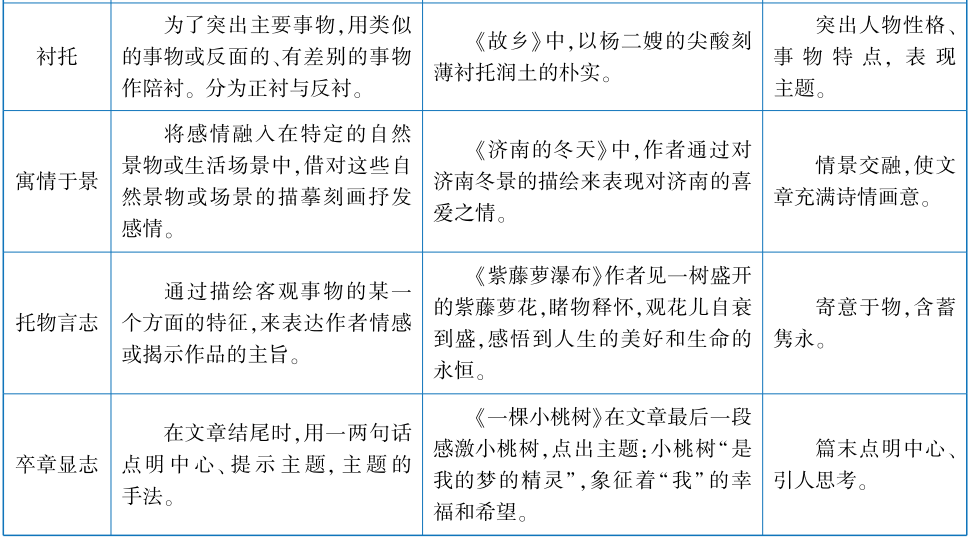 衬托
为了突出主要事物,用类似
的事物或反面的、有差别的事物
作陪衬。分为正衬与反衬。
《故乡》中,以杨二嫂的尖酸刻
薄衬托润土的朴实。
突出人物性格、
事物特点,表现
主题。
寓情于景
将感情融入在特定的自然
景物或生活场景中,借对这些自
然景物或场景的描摹刻画抒发
感情。
《济南的冬天》中,作者通过对
济南冬景的描绘来表现对济南的喜
爱之情。
情景交融,使文
章充满诗情画意。
托物言志
通过描绘客观事物的某一
个方面的特征,来表达作者情感
或揭示作品的主旨。
《紫藤萝瀑布》作者见一树盛开
的紫藤萝花,睹物释怀,观花儿自衰
到盛,感悟到人生的美好和生命的
永恒。
寄意于物,含蓄
隽永。
卒章显志
在文章结尾时,用一两句话
点明中心、提示主题,主题的
手法。
《一棵小桃树》在文章最后一段
感激小桃树,点出主题:小桃树“是
我的梦的精灵”,象征着“我”的幸
福和希望。
篇末点明中心、
引人思考。